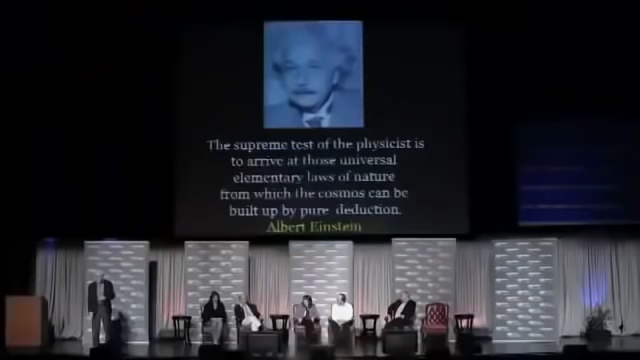 The supreme test of the physicist is
to arrive at those universal
elementary laws of nature
from which the cosmos can be
built up by pure deduction.
Albert Einstein